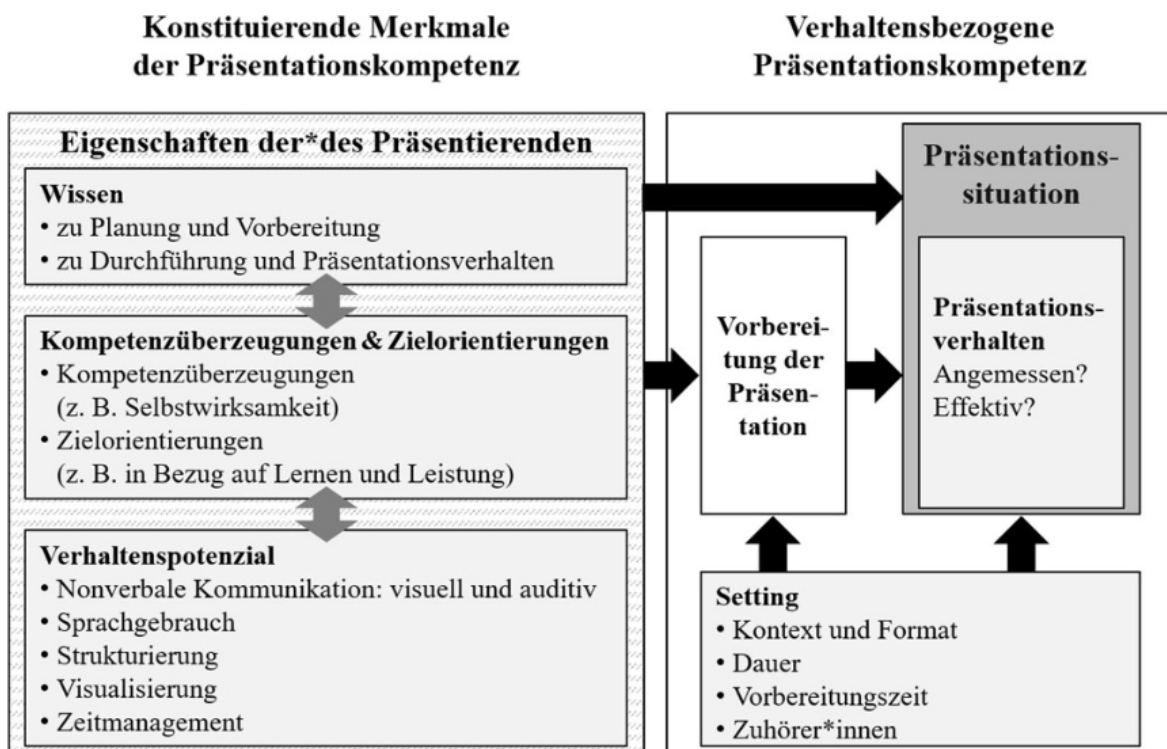 Konstituierende Merkmale
der Präsentationskompetenz
Eigenschaften der*des Präsentierenden
Wissen
• zu Planung und Vorbereitung
• zu Durchführung und Präsentationsverhalten
Kompetenzüberzeugungen & Zielorientierungen
• Kompetenzüberzeugungen
(z. B. Selbstwirksamkeit)
• Zielorientierungen
(z. B. in Bezug auf Lernen und Leistung)
Verhaltenspotenzial
• Nonverbale Kommunikation: visuell und auditiv
• Sprachgebrauch
• Strukturierung
• Visualisierung
• Zeitmanagement
Verhaltensbezogene
Präsentationskompetenz
Präsentations-
situation
Vorberei-
tung der
Präsen-
tation
Präsentations-
verhalten
Angemessen?
Effektiv?
Setting
• Kontext und Format
• Dauer
• Vorbereitungszeit
• Zuhörer*innen